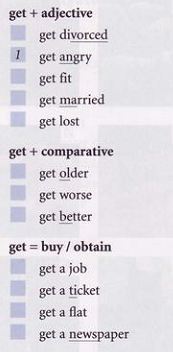 get + adjective
get divorced
1 get angry
get fit
get married
get lost
get + comparative
get older
get worse
get better
get = buy / obtain
get a job
get a ticket
get a flat
get a newspaper